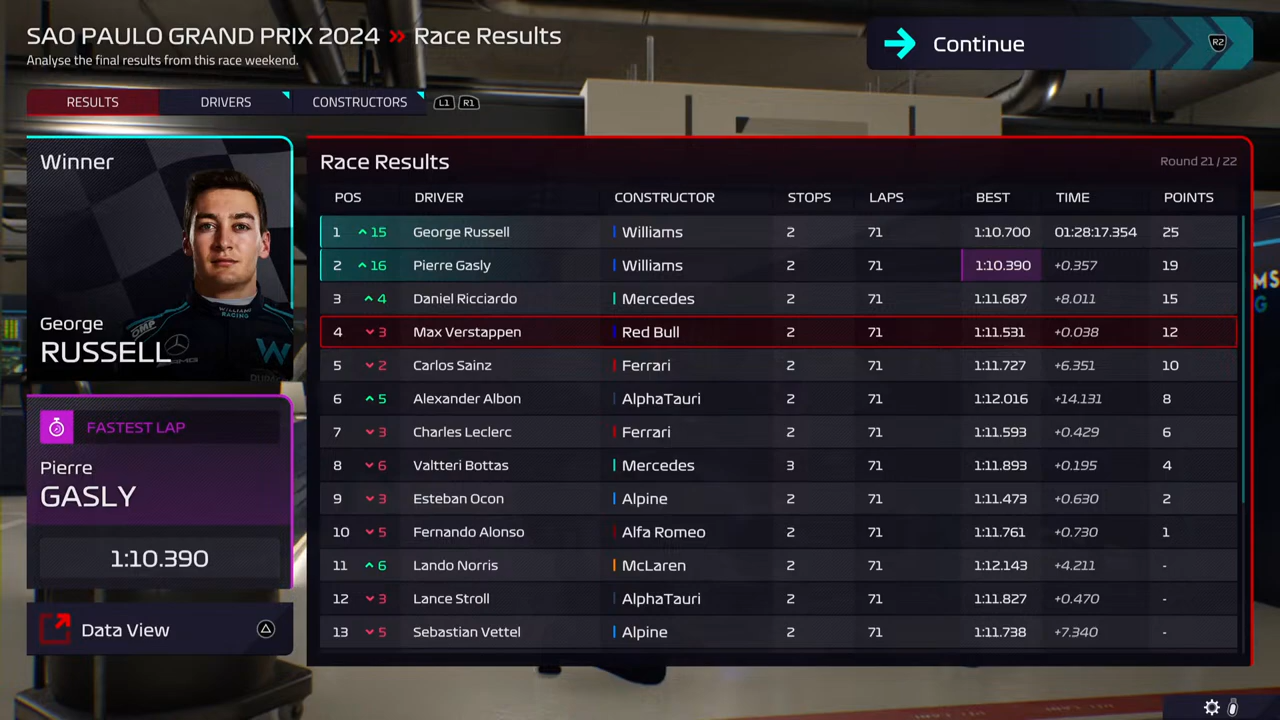 SAO PAULO GRAND PRIX 2024 » Race Results
Analyse the final results from this race weekend.
Continue R2
RESULTS DRIVERS CONSTRUCTORS L1 R1
Winner
George
RUSSELL
WILLIAMS
RACING
OMP
W
FASTEST LAP
Pierre
GASLY
1:10.390
Data View
Race Results Round 21 / 22
POS DRIVER CONSTRUCTOR STOPS LAPS BEST TIME POINTS
1 15 George Russell Williams 2 71 1:10.700 01:28:17.354 25
2 16 Pierre Gasly Williams 2 71 1:10.390 +0.357 19
3 4 Daniel Ricciardo Mercedes 2 71 1:11.687 +8.011 15
4 3 Max Verstappen Red Bull 2 71 1:11.531 +0.038 12
5 2 Carlos Sainz Ferrari 2 71 1:11.727 +6.351 10
6 5 Alexander Albon AlphaTauri 2 71 1:12.016 +14.131 8
7 3 Charles Leclerc Ferrari 2 71 1:11.593 +0.429 6
8 6 Valtteri Bottas Mercedes 3 71 1:11.893 +0.195 4
9 3 Esteban Ocon Alpine 2 71 1:11.473 +0.630 2
10 5 Fernando Alonso Alfa Romeo 2 71 1:11.761 +0.730 1
11 6 Lando Norris McLaren 2 71 1:12.143 +4.211 -
12 3 Lance Stroll AlphaTauri 2 71 1:11.827 +0.470 -
13 5 Sebastian Vettel Alpine 2 71 1:11.738 +7.340 -